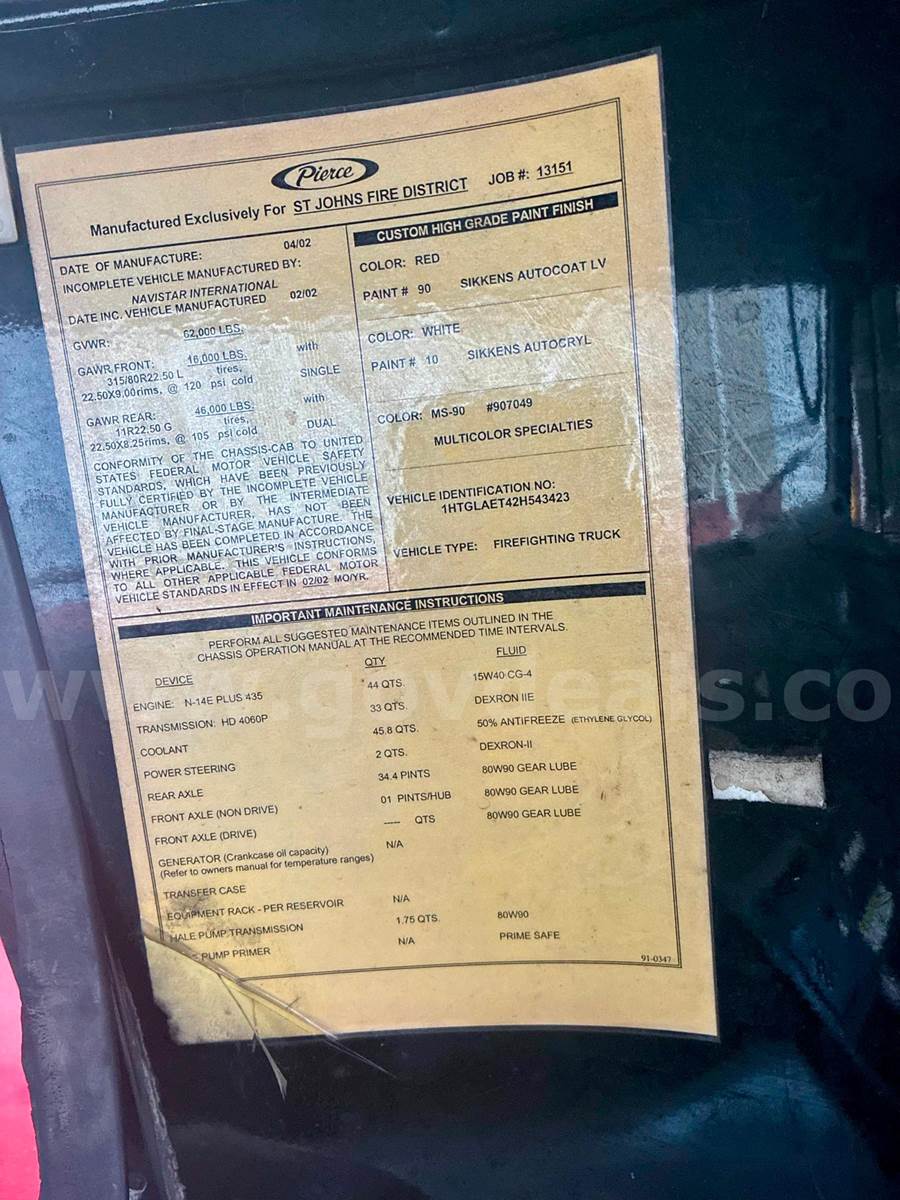 Pierce
Manufactured Exclusively For ST JOHNS FIRE DISTRICT JOB #: 13151
DATE OF MANUFACTURE: 04/02
INCOMPLETE VEHICLE MANUFACTURED BY:
NAVISTAR INTERNATIONAL
DATE INC. VEHICLE MANUFACTURED 02/02
GVWR: 62,000 LBS.
GAWR FRONT: 16,000 LBS. with
315/80R22.50 L tires, SINGLE
22.50X9.00rims, @ 120 psi cold
GAWR REAR: 46,000 LBS. with
11R22.50 G tires, DUAL
22.50X8.25rims, @ 105 psi cold
CONFORMITY OF THE CHASSIS-CAB TO UNITED
STATES FEDERAL MOTOR VEHICLE SAFETY
STANDARDS, WHICH HAVE BEEN PREVIOUSLY
FULLY CERTIFIED BY THE INCOMPLETE VEHICLE
MANUFACTURER OR BY THE INTERMEDIATE
VEHICLE MANUFACTURER, HAS NOT BEEN
AFFECTED BY FINAL STAGE MANUFACTURE. THE
VEHICLE HAS BEEN COMPLETED IN ACCORDANCE
WITH PRIOR MANUFACTURER'S INSTRUCTIONS,
WHERE APPLICABLE. THIS VEHICLE CONFORMS
TO ALL OTHER APPLICABLE FEDERAL MOTOR
VEHICLE STANDARDS IN EFFECT IN 02/02 MO/YR.
CUSTOM HIGH GRADE PAINT FINISH
COLOR: RED
PAINT # 90 SIKKENS AUTOCOAT LV
COLOR: WHITE
PAINT # 10 SIKKENS AUTOCRYL
COLOR: MS-90 #907049
MULTICOLOR SPECIALTIES
VEHICLE IDENTIFICATION NO:
1HTGLAET42H543423
VEHICLE TYPE: FIREFIGHTING TRUCK
IMPORTANT MAINTENANCE INSTRUCTIONS
PERFORM ALL SUGGESTED MAINTENANCE ITEMS OUTLINED IN THE
CHASSIS OPERATION MANUAL AT THE RECOMMENDED TIME INTERVALS.
DEVICE QTY FLUID
ENGINE: N-14E PLUS 435 44 QTS. 15W40 CG-4
TRANSMISSION: HD 4060P 33 QTS. DEXRON IIE
COOLANT 45.8 QTS. 50% ANTIFREEZE (ETHYLENE GLYCOL)
POWER STEERING 2 QTS. DEXRON-II
REAR AXLE 34.4 PINTS 80W90 GEAR LUBE
FRONT AXLE (NON DRIVE) 01 PINTS/HUB 80W90 GEAR LUBE
FRONT AXLE (DRIVE) ---- QTS 80W90 GEAR LUBE
GENERATOR (Crankcase oil capacity) N/A
(Refer to owners manual for temperature ranges)
TRANSFER CASE
EQUIPMENT RACK - PER RESERVOIR N/A
HALE PUMP TRANSMISSION 1.75 QTS. 80W90
PUMP PRIMER N/A PRIME SAFE
91-0347